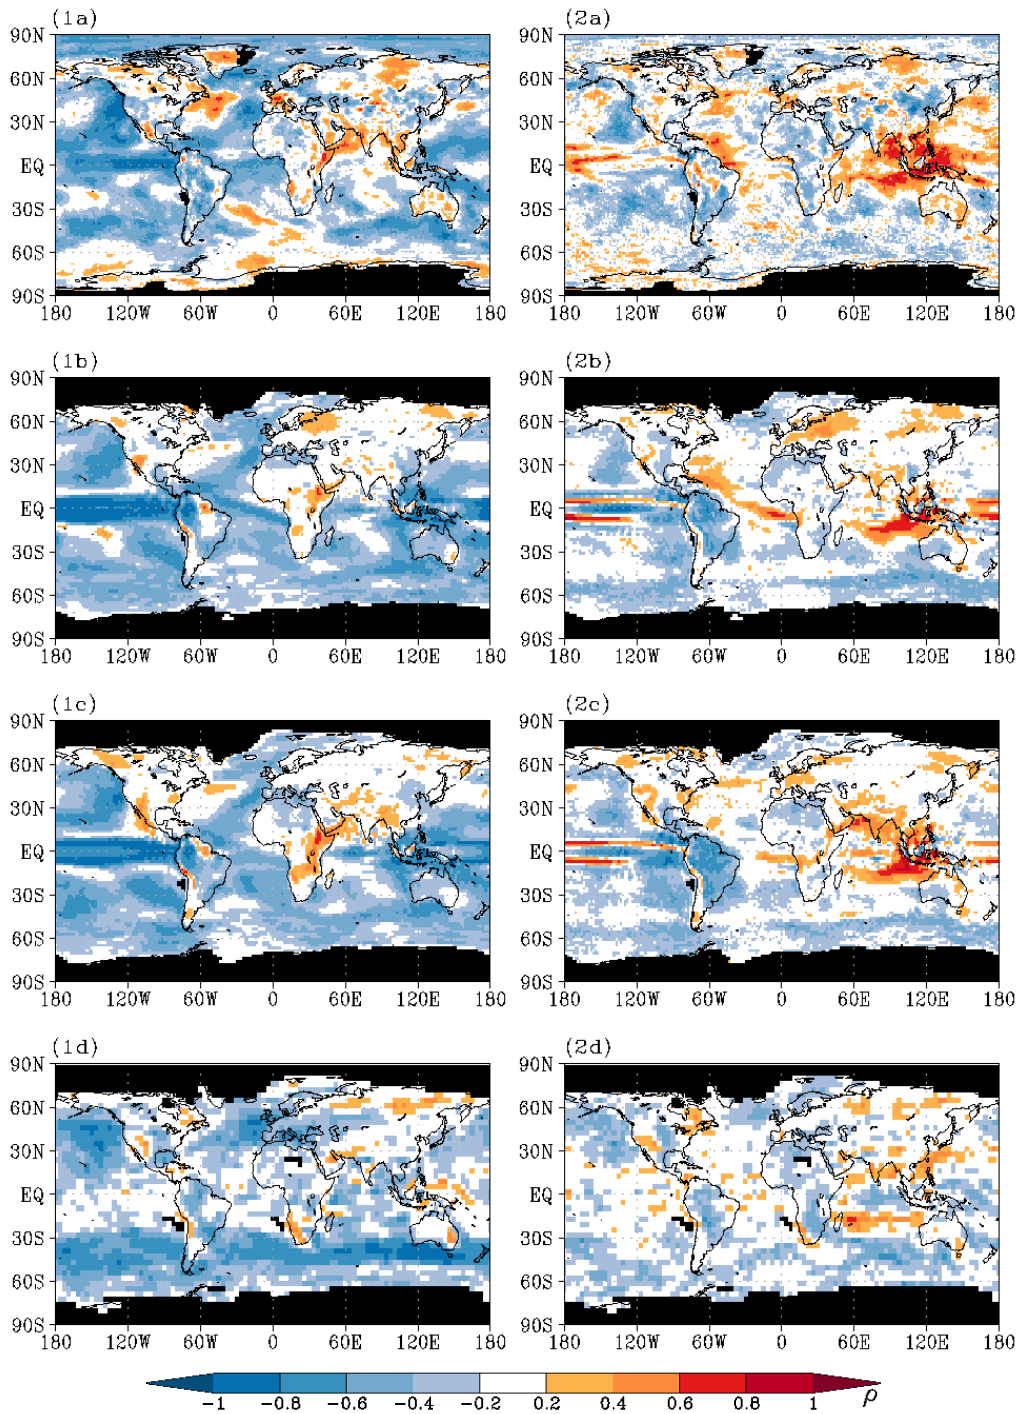 (1a) (2a)
90N 90N
60N 60N
30N 30N
EQ EQ
30S 30S
60S 60S
90S 90S
180 120W 60W 0 60E 120E 180 180 120W 60W 0 60E 120E 180
(1b) (2b)
90N 90N
60N 60N
30N 30N
EQ EQ
30S 30S
60S 60S
90S 90S
180 120W 60W 0 60E 120E 180 180 120W 60W 0 60E 120E 180
(1c) (2c)
90N 90N
60N 60N
30N 30N
EQ EQ
30S 30S
60S 60S
90S 90S
180 120W 60W 0 60E 120E 180 180 120W 60W 0 60E 120E 180
(1d) (2d)
90N 90N
60N 60N
30N 30N
EQ EQ
30S 30S
60S 60S
90S 90S
180 120W 60W 0 60E 120E 180 180 120W 60W 0 60E 120E 180
-1 -0.8 -0.6 -0.4 -0.2 0.2 0.4 0.6 0.8 1 ρ